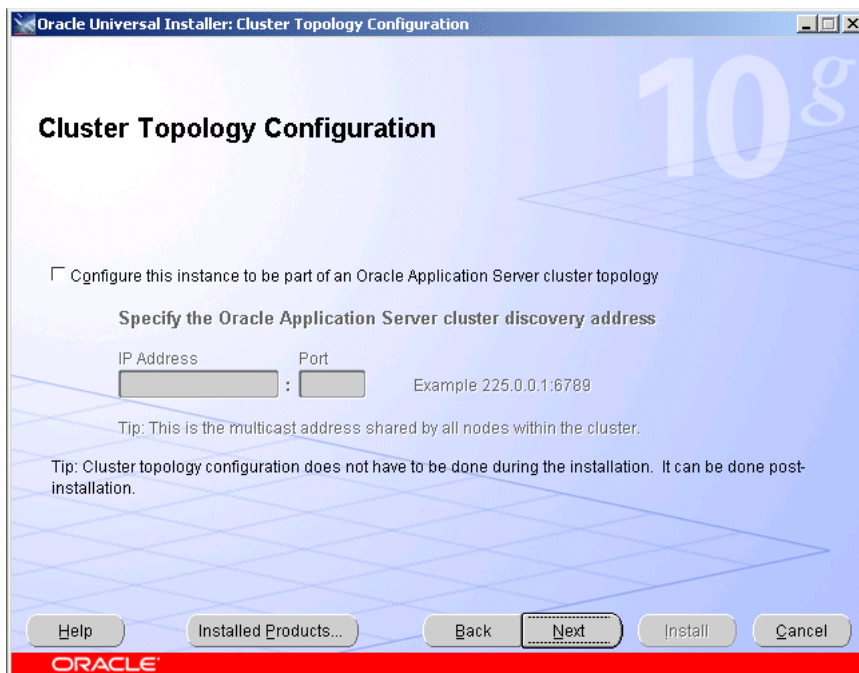 Oracle Universal Installer: Cluster Topology Configuration
10g
Cluster Topology Configuration
Configure this instance to be part of an Oracle Application Server cluster topology
Specify the Oracle Application Server cluster discovery address
IP Address Port
: Example 225.0.0.1:6789
Tip: This is the multicast address shared by all nodes within the cluster.
Tip: Cluster topology configuration does not have to be done during the installation. It can be done post-
installation.
Help Installed Products... Back Next Install Cancel
ORACLE